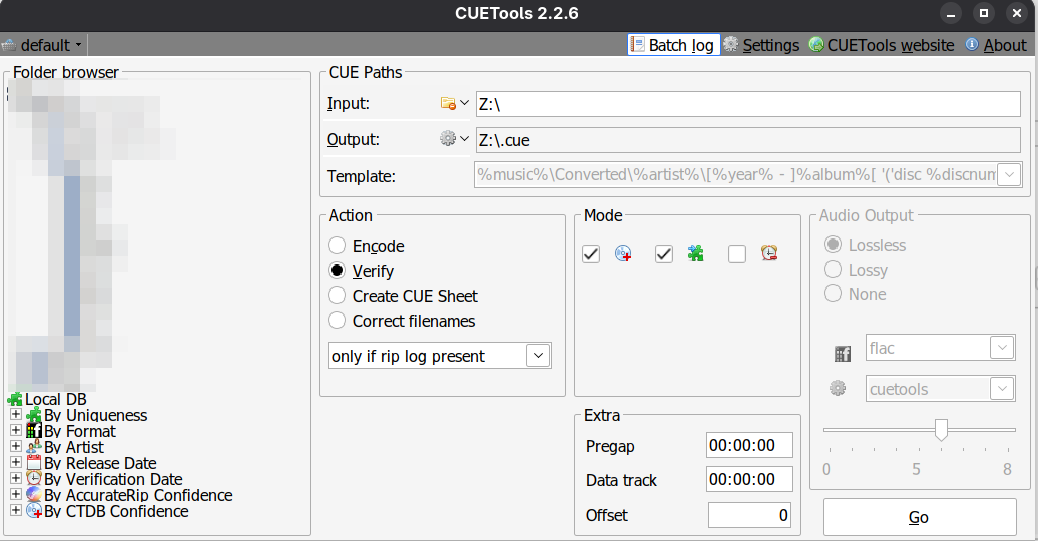 CUETools 2.2.6
default
Batch log
Settings
CUETools website
About
Folder browser
Local DB
By Uniqueness
By Format
By Artist
By Release Date
By Verification Date
By AccurateRip Confidence
By CTDB Confidence
CUE Paths
Input:
Z:\
Output:
Z:\.cue
Template:
%music%\Converted\%artist%\[%year% - ]%album%[ '('disc %discnum
Action
Encode
Verify
Create CUE Sheet
Correct filenames
only if rip log present
Mode
Extra
Pregap
00:00:00
Data track
00:00:00
Offset
0
Audio Output
Lossless
Lossy
None
flac
cuetools
0 5 8
Go